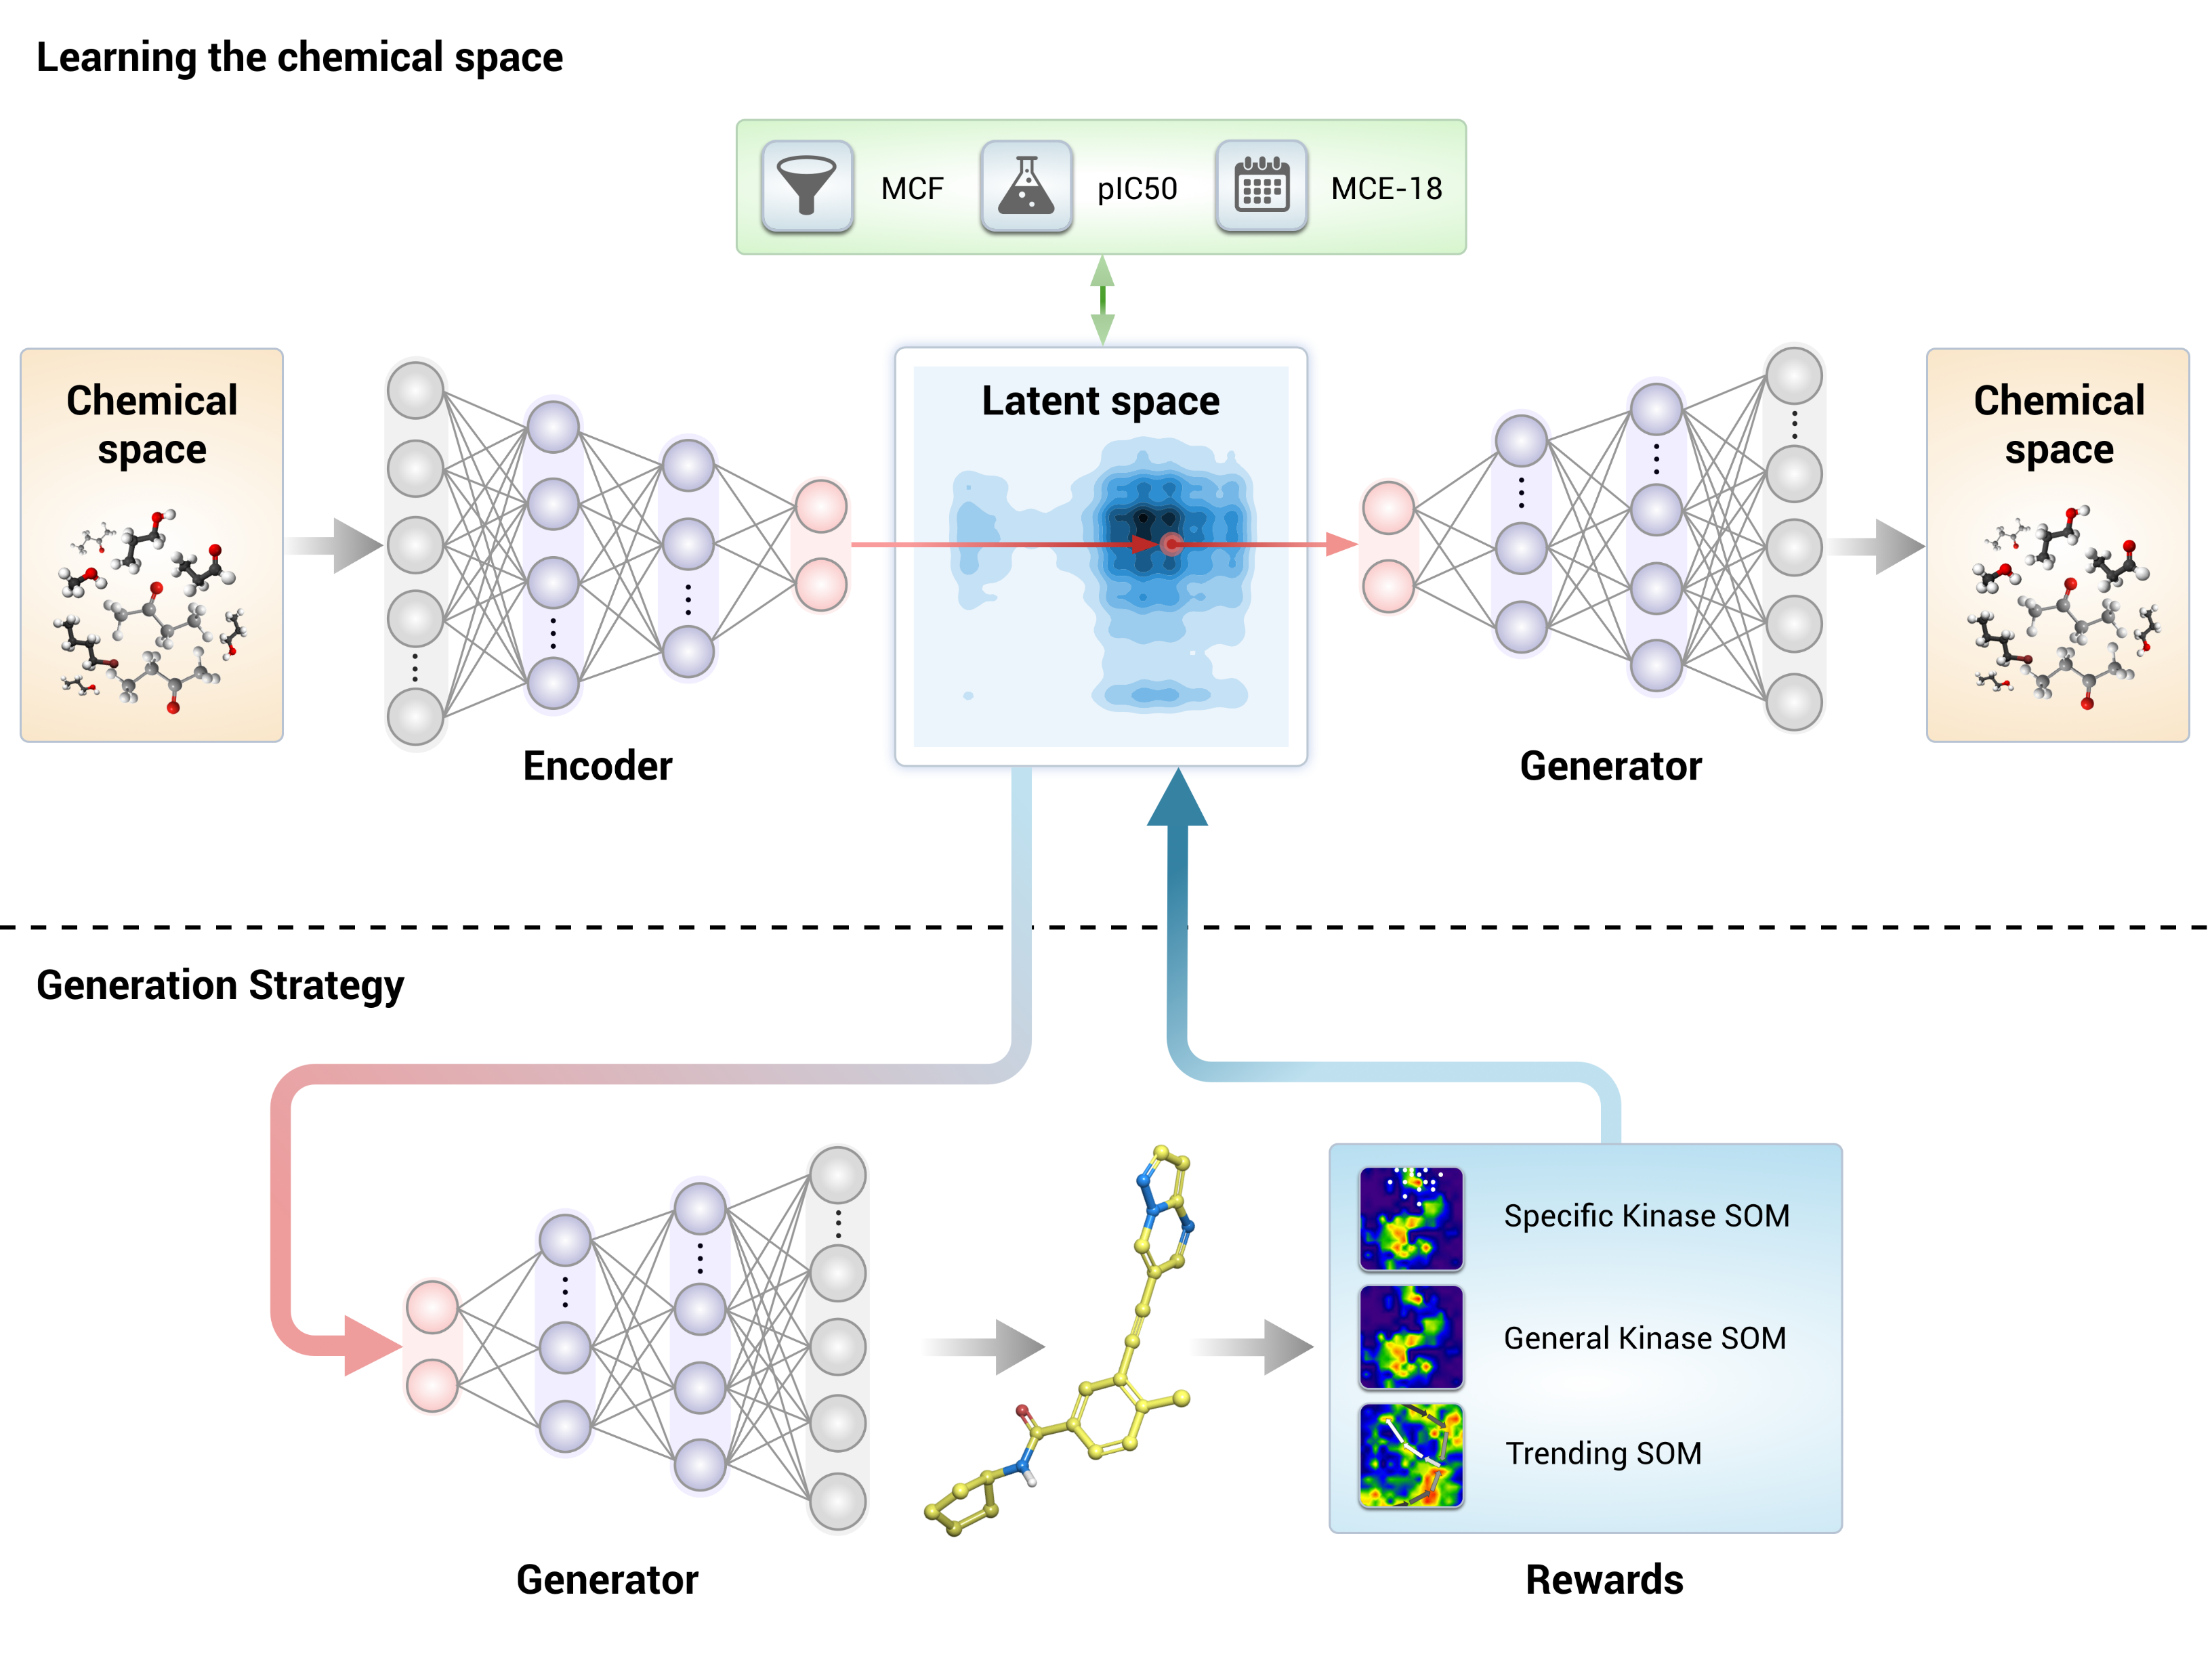 Learning the chemical space
MCF
pIC50
MCE-18
Chemical
space
Latent space
Chemical
space
Encoder
Generator
Generation Strategy
Specific Kinase SOM
General Kinase SOM
Trending SOM
Generator
Rewards